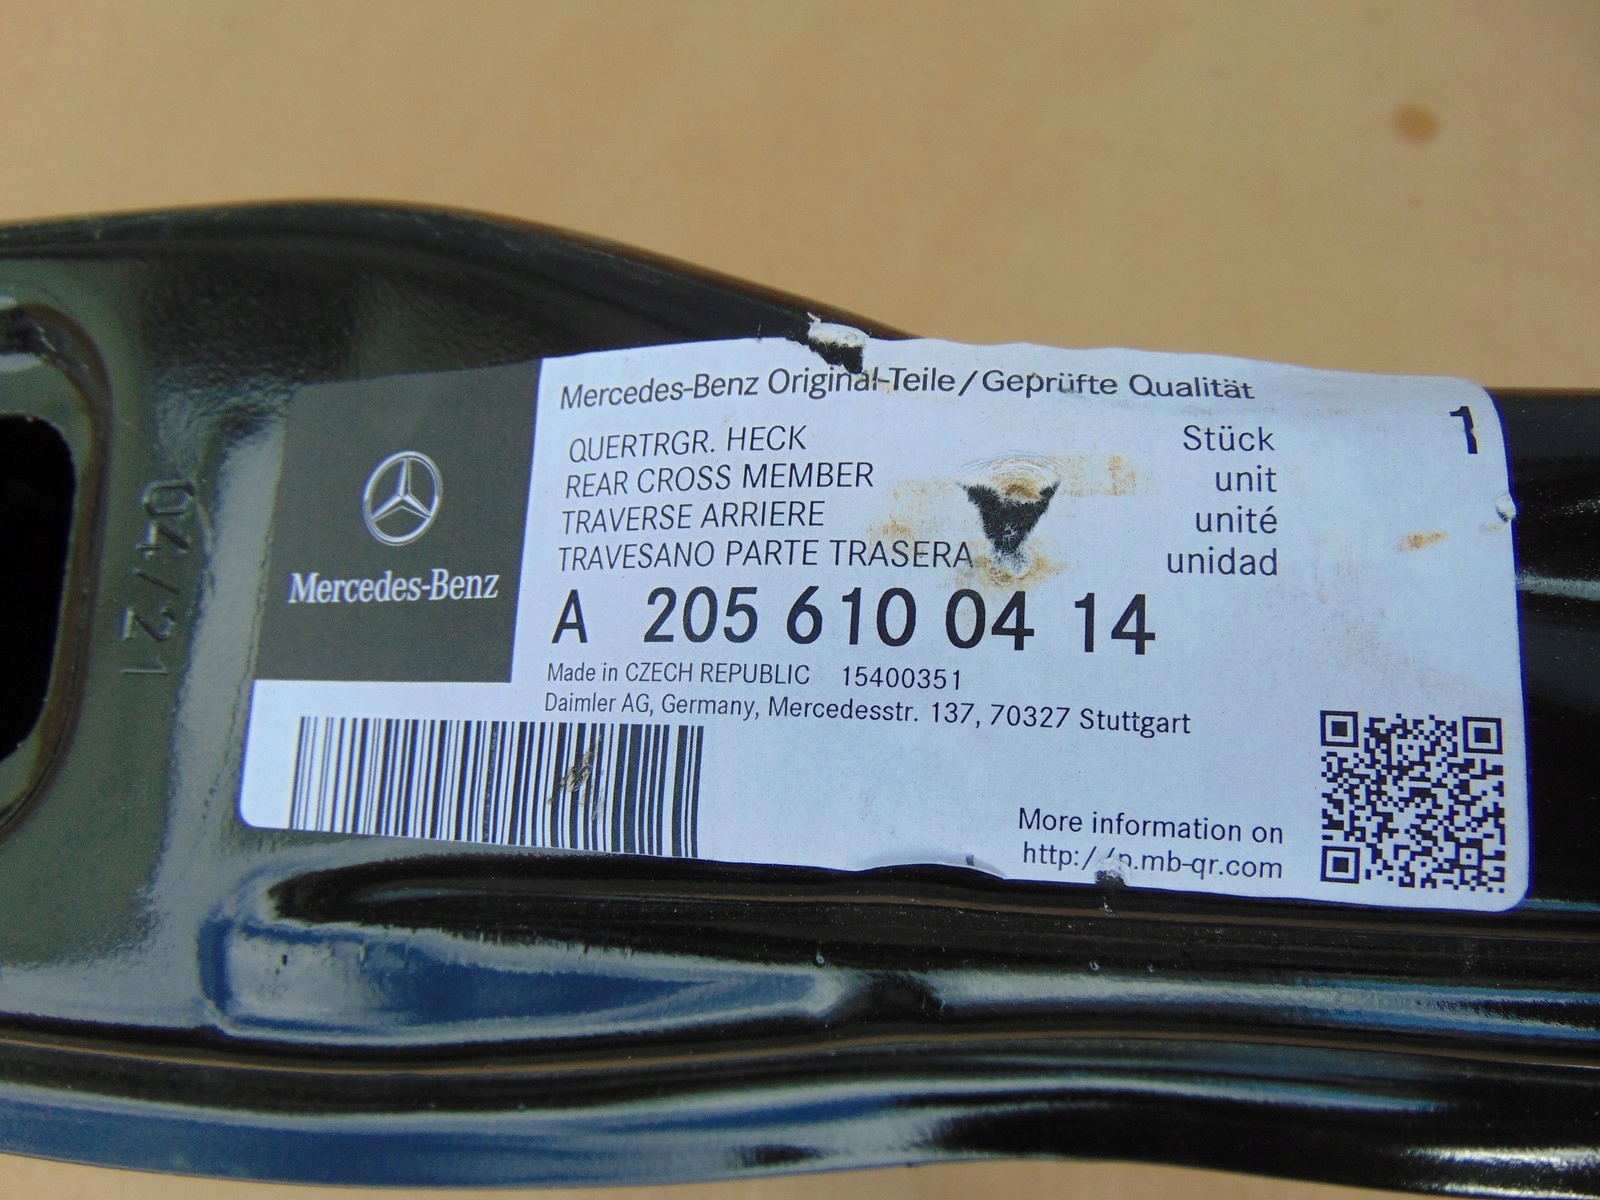 Mercedes-Benz Original-Teile/Geprüfte Qualität
1
QUERTRGR. HECK Stück
REAR CROSS MEMBER unit
TRAVERSE ARRIERE unité
TRAVESANO PARTE TRASERA unidad
A 205 610 04 14
Made in CZECH REPUBLIC 15400351
Daimler AG, Germany, Mercedesstr. 137, 70327 Stuttgart
More information on
http://p.mb-qr.com
Mercedes-Benz
04/21